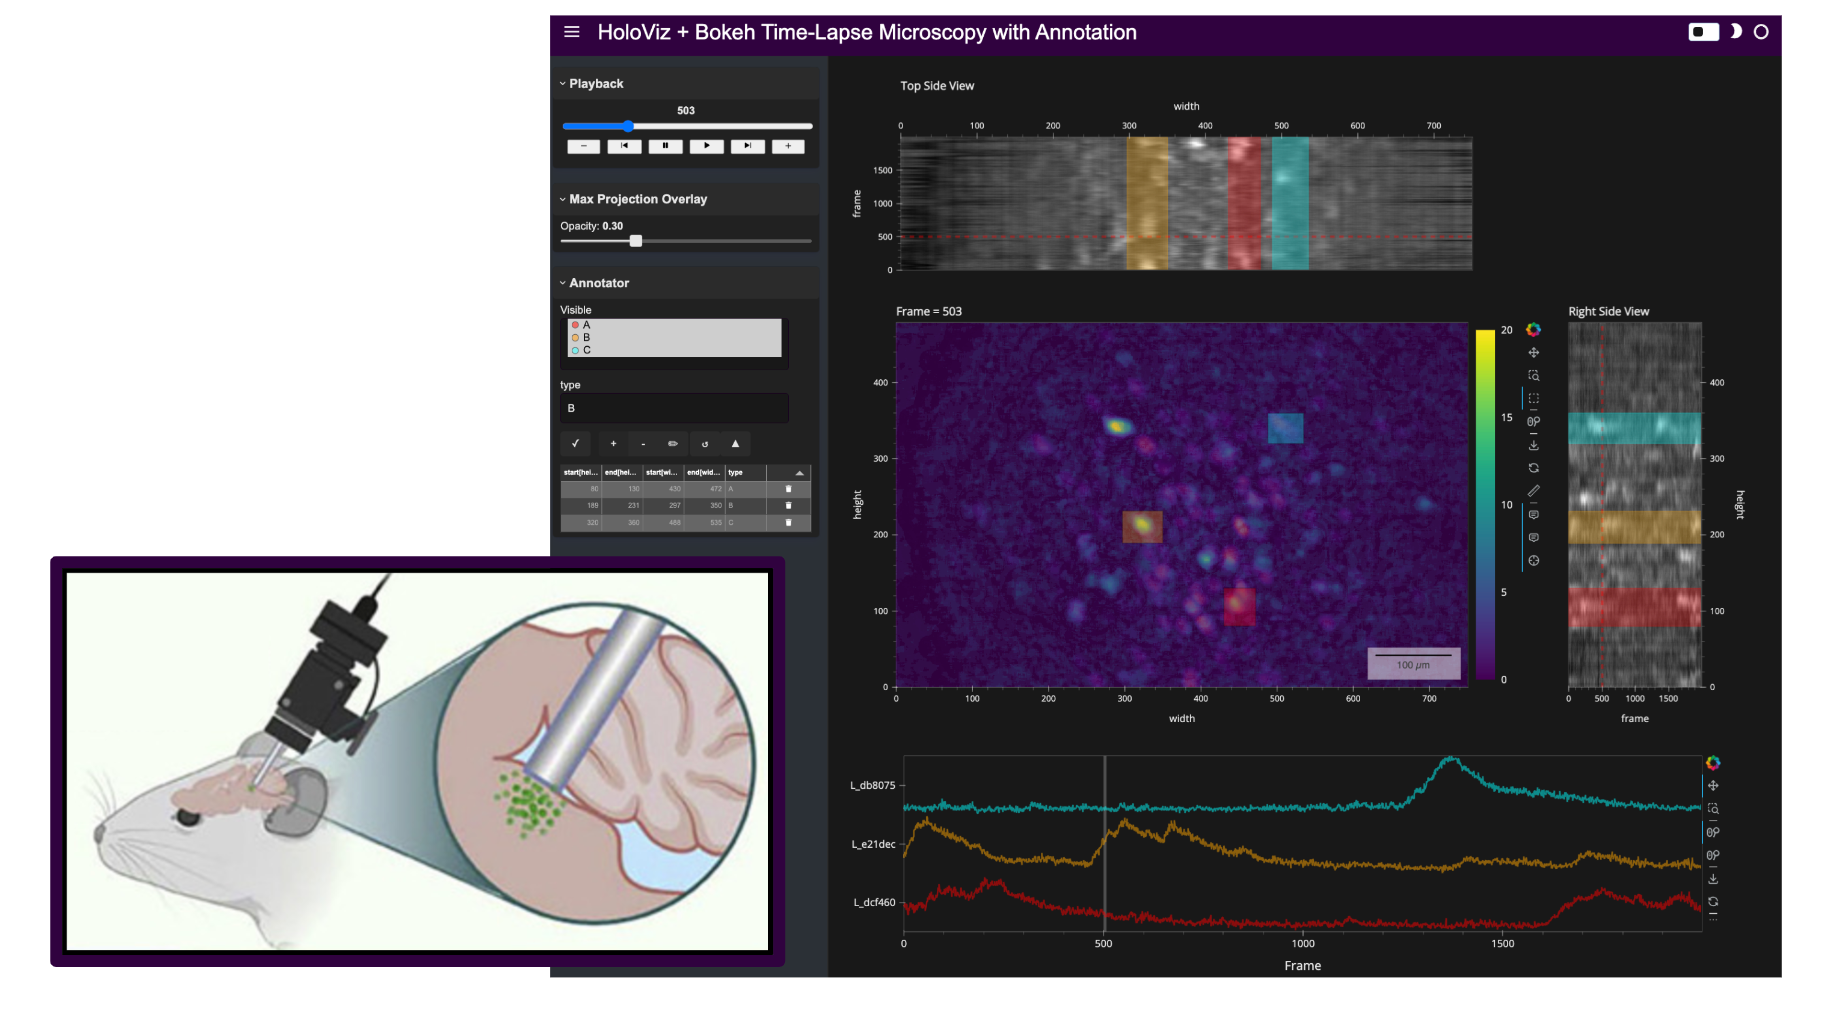 HoloViz + Bokeh Time-Lapse Microscopy with Annotation
Playback
503
Max Projection Overlay
Opacity: 0.30
Annotator
Visible
A
B
C
type
B
start[hei... end[hei... start[wi... end[wid... type
80 130 430 472 A
189 231 297 350 B
320 360 488 535 C
Top Side View
width
0 100 200 300 400 500 600 700
frame
1500
1000
500
0
Frame = 503
height
400
300
200
100
0
0 100 200 300 400 500 600 700
width
100 µm
20
15
10
5
0
Right Side View
400
300
200
100
0
height
0 500 1000 1500
frame
L_db8075
L_e21dec
L_dcf460
0 500 1000 1500
Frame